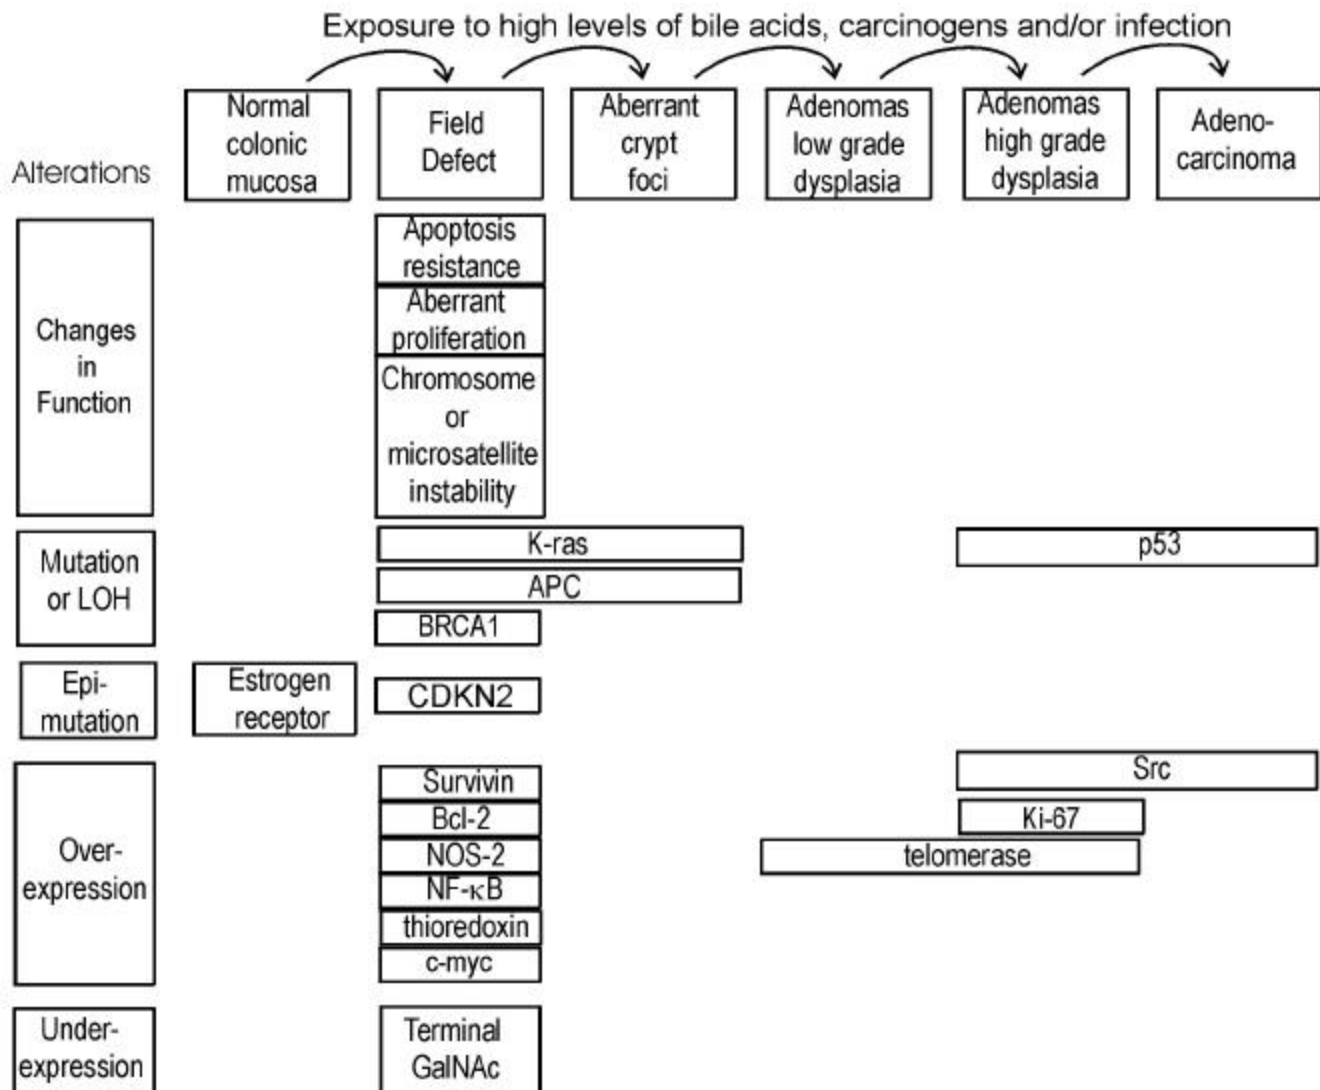 Exposure to high levels of bile acids, carcinogens and/or infection
Normal
colonic
mucosa
Field
Defect
Aberrant
crypt
foci
Adenomas
low grade
dysplasia
Adenomas
high grade
dysplasia
Adeno-
carcinoma
Alterations
Changes
in
Function
Apoptosis
resistance
Aberrant
proliferation
Chromosome
or
microsatellite
instability
Mutation
or LOH
K-ras
p53
APC
BRCA1
Epi-
mutation
Estrogen
receptor
CDKN2
Over-
expression
Survivin
Src
Bcl-2
Ki-67
NOS-2
telomerase
NF-κB
thioredoxin
c-myc
Under-
expression
Terminal
GalNAc